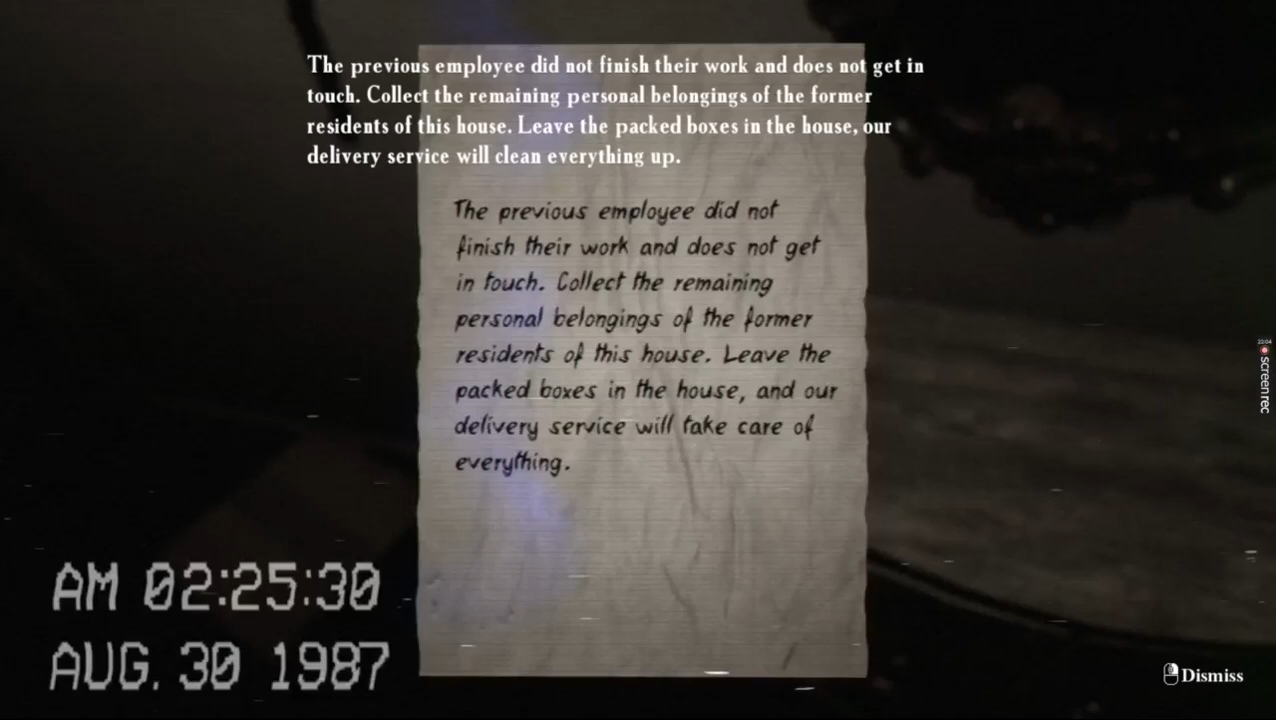 The previous employee did not finish their work and does not get in
touch. Collect the remaining personal belongings of the former
residents of this house. Leave the packed boxes in the house, our
delivery service will clean everything up.
The previous employee did not
finish their work and does not get
in touch. Collect the remaining
personal belongings of the former
residents of this house. Leave the
packed boxes in the house, and our
delivery service will take care of
everything.
AM 02:25:30
AUG. 30 1987
Dismiss
22:04
screenrec